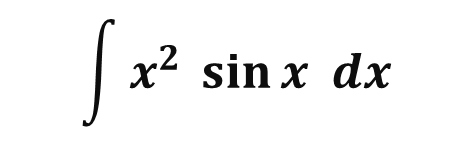 ∫ x² sin x dx